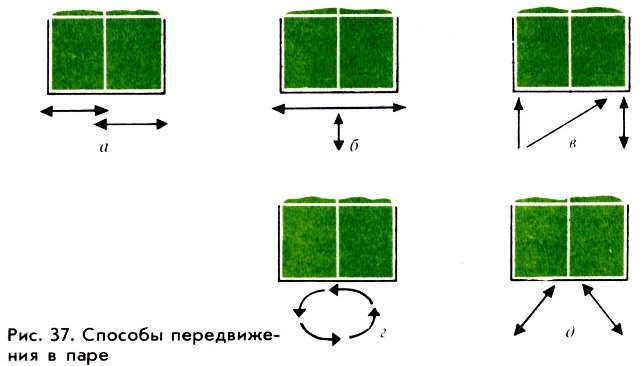 а
б
в
г
д
Рис. 37. Способы передвиже-
ния в паре